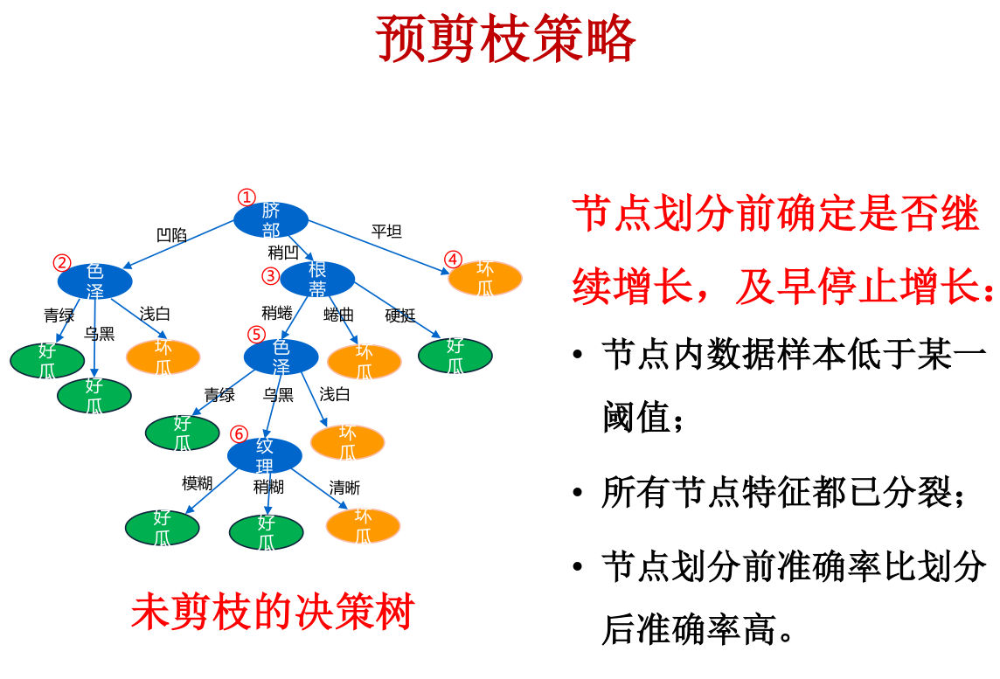 预剪枝策略
①
脐
部
凹陷
稍凹
平坦
②
色
泽
③
根
蒂
④
坏
瓜
青绿
乌黑
浅白
稍蜷
蜷曲
硬挺
好
瓜
好
瓜
坏
瓜
⑤
色
泽
坏
瓜
好
瓜
青绿
乌黑
浅白
好
瓜
⑥
纹
理
坏
瓜
模糊
稍糊
清晰
好
瓜
好
瓜
坏
瓜
未剪枝的决策树
节点划分前确定是否继
续增长，及早停止增长：
• 节点内数据样本低于某一
阈值；
• 所有节点特征都已分裂；
• 节点划分前准确率比划分
后准确率高。